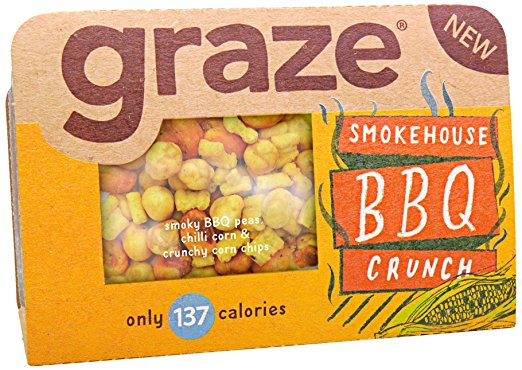 graze®
NEW
SMOKEHOUSE
BBQ
CRUNCH
smoky BBQ peas,
chilli corn &
crunchy corn chips
only 137 calories